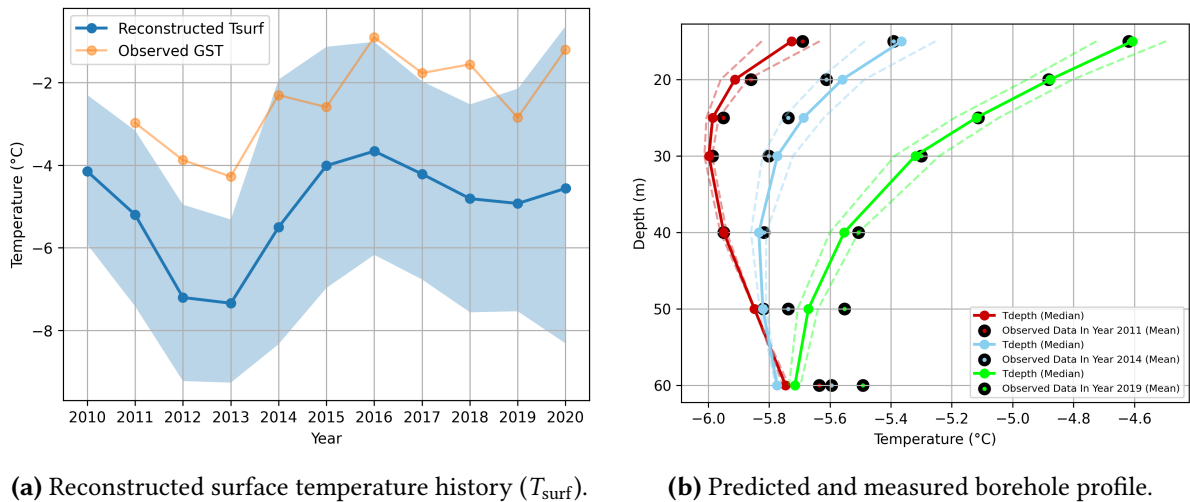 Reconstructed Tsurf
Observed GST
−2
−4
−6
−8
Temperature (°C)
2010 2011 2012 2013 2014 2015 2016 2017 2018 2019 2020
Year
(a) Reconstructed surface temperature history (Tsurf).
20
30
40
50
60
Depth (m)
Tdepth (Median)
Observed Data In Year 2011 (Mean)
Tdepth (Median)
Observed Data In Year 2014 (Mean)
Tdepth (Median)
Observed Data In Year 2019 (Mean)
−6.0 −5.8 −5.6 −5.4 −5.2 −5.0 −4.8 −4.6
Temperature (°C)
(b) Predicted and measured borehole profile.